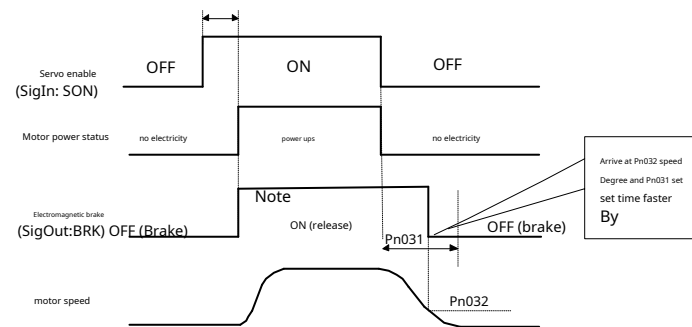 OFF
ON
OFF
Servo enable
(SigIn: SON)
Motor power status
no electricity
power ups
no electricity
Arrive at Pn032 speed
Degree and Pn031 set
set time faster
By
Note
Electromagnetic brake
(SigOut:BRK) OFF (Brake)
ON (release)
OFF (brake)
Pn031
motor speed
Pn032